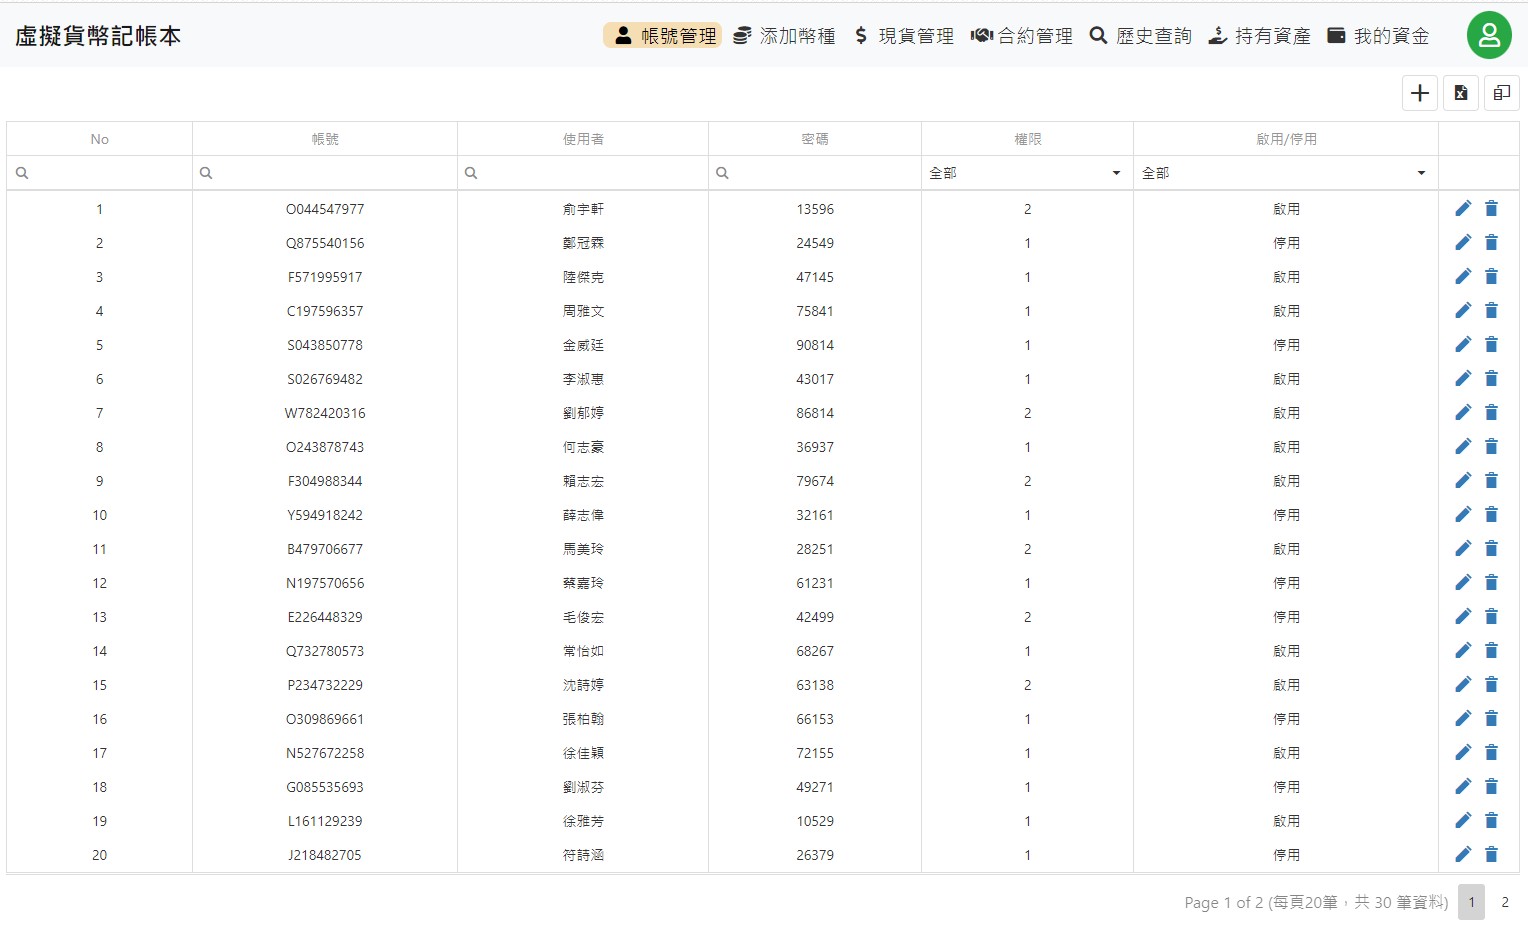 虛擬貨幣記帳本 帳號管理 添加幣種 現貨管理 合約管理 歷史查詢 持有資產 我的資金
No 帳號 使用者 密碼 權限 啟用/停用
全部 全部
1 O044547977 俞宇軒 13596 2 啟用
2 Q875540156 鄭冠霖 24549 1 停用
3 F571995917 陸傑克 47145 1 啟用
4 C197596357 周雅文 75841 1 啟用
5 S043850778 金威廷 90814 1 停用
6 S026769482 李淑惠 43017 1 啟用
7 W782420316 劉郁婷 86814 2 啟用
8 O243878743 何志豪 36937 1 啟用
9 F304988344 賴志宏 79674 2 啟用
10 Y594918242 薛志偉 32161 1 啟用
11 B479706677 馬美玲 28251 2 啟用
12 N197570656 蔡嘉玲 61231 1 停用
13 E226448329 毛俊宏 42499 2 停用
14 Q732780573 常怡如 68267 1 啟用
15 P234732229 沈詩婷 63138 2 啟用
16 O309869661 張柏翰 66153 1 停用
17 N527672258 徐佳穎 72155 1 啟用
18 G085535693 劉淑芬 49271 1 停用
19 L161129239 徐雅芳 10529 1 啟用
20 J218482705 符詩涵 26379 1 停用
Page 1 of 2 (每頁20筆，共 30 筆資料) 1 2